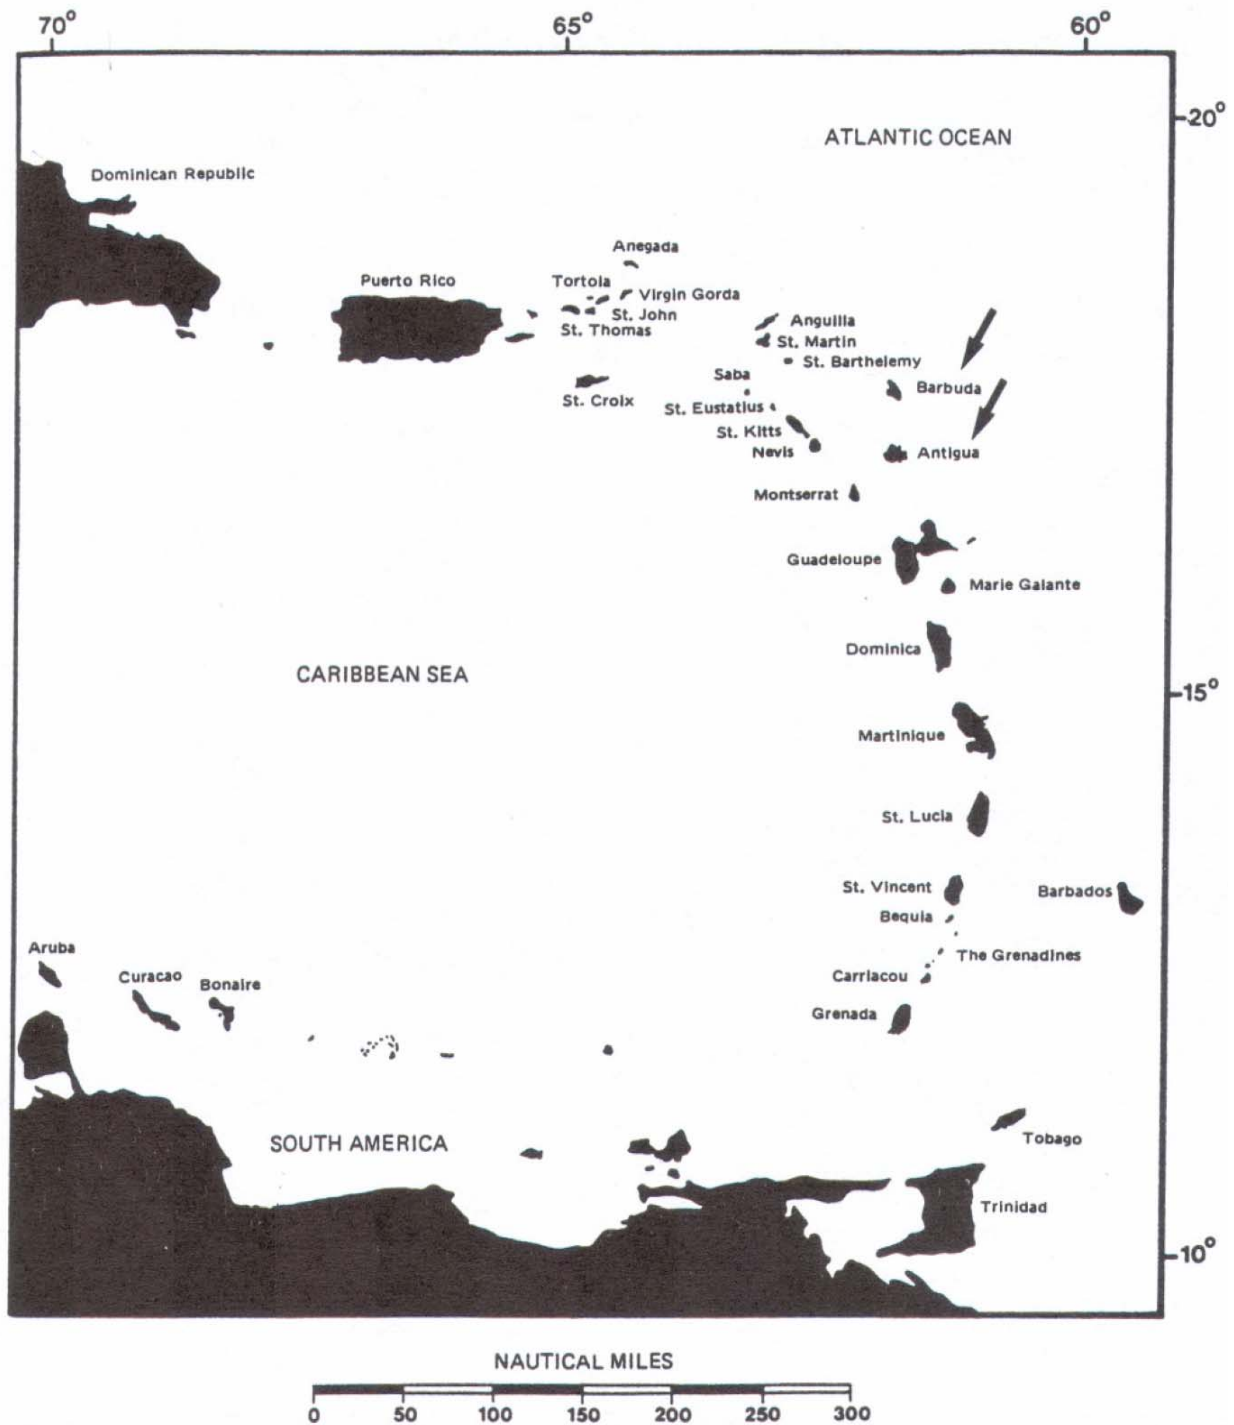 70° 65° 60°
20°
ATLANTIC OCEAN
Dominican Republic
Anegada
Puerto Rico
Tortola
Virgin Gorda
St. John
St. Thomas
Anguilla
St. Martin
St. Barthelemy
Saba
Barbuda
St. Croix
St. Eustatius
St. Kitts
Nevis
Antigua
Montserrat
Guadeloupe
Marie Galante
Dominica
CARIBBEAN SEA
15°
Martinique
St. Lucia
St. Vincent
Barbados
Bequia
Aruba
The Grenadines
Curacao
Carriacou
Bonaire
Grenada
SOUTH AMERICA
Tobago
Trinidad
10°
NAUTICAL MILES
0 50 100 150 200 250 300